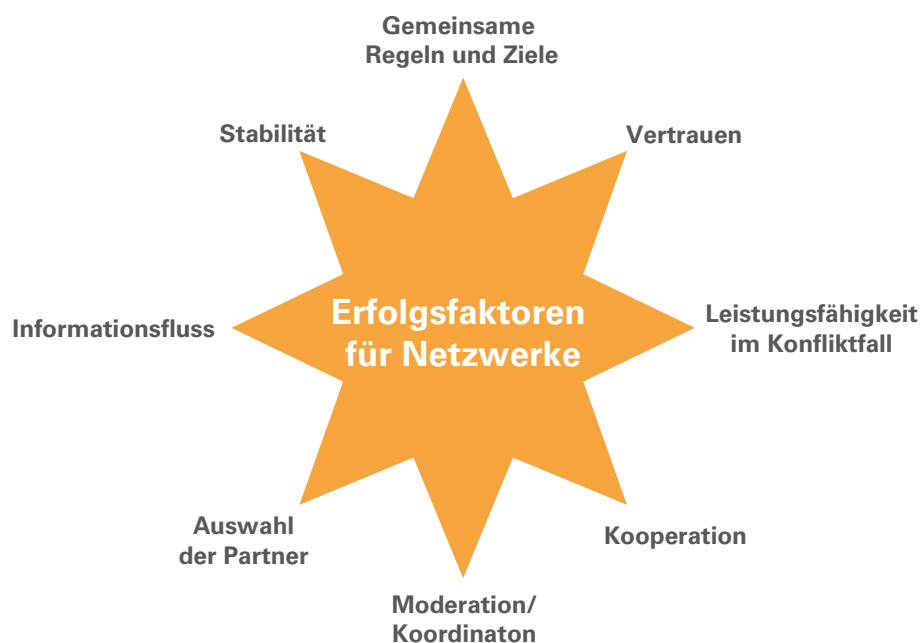 Gemeinsame
Regeln und Ziele
Stabilität
Vertrauen
Informationsfluss
Erfolgsfaktoren
für Netzwerke
Leistungsfähigkeit
im Konfliktfall
Auswahl
der Partner
Kooperation
Moderation/
Koordinaton